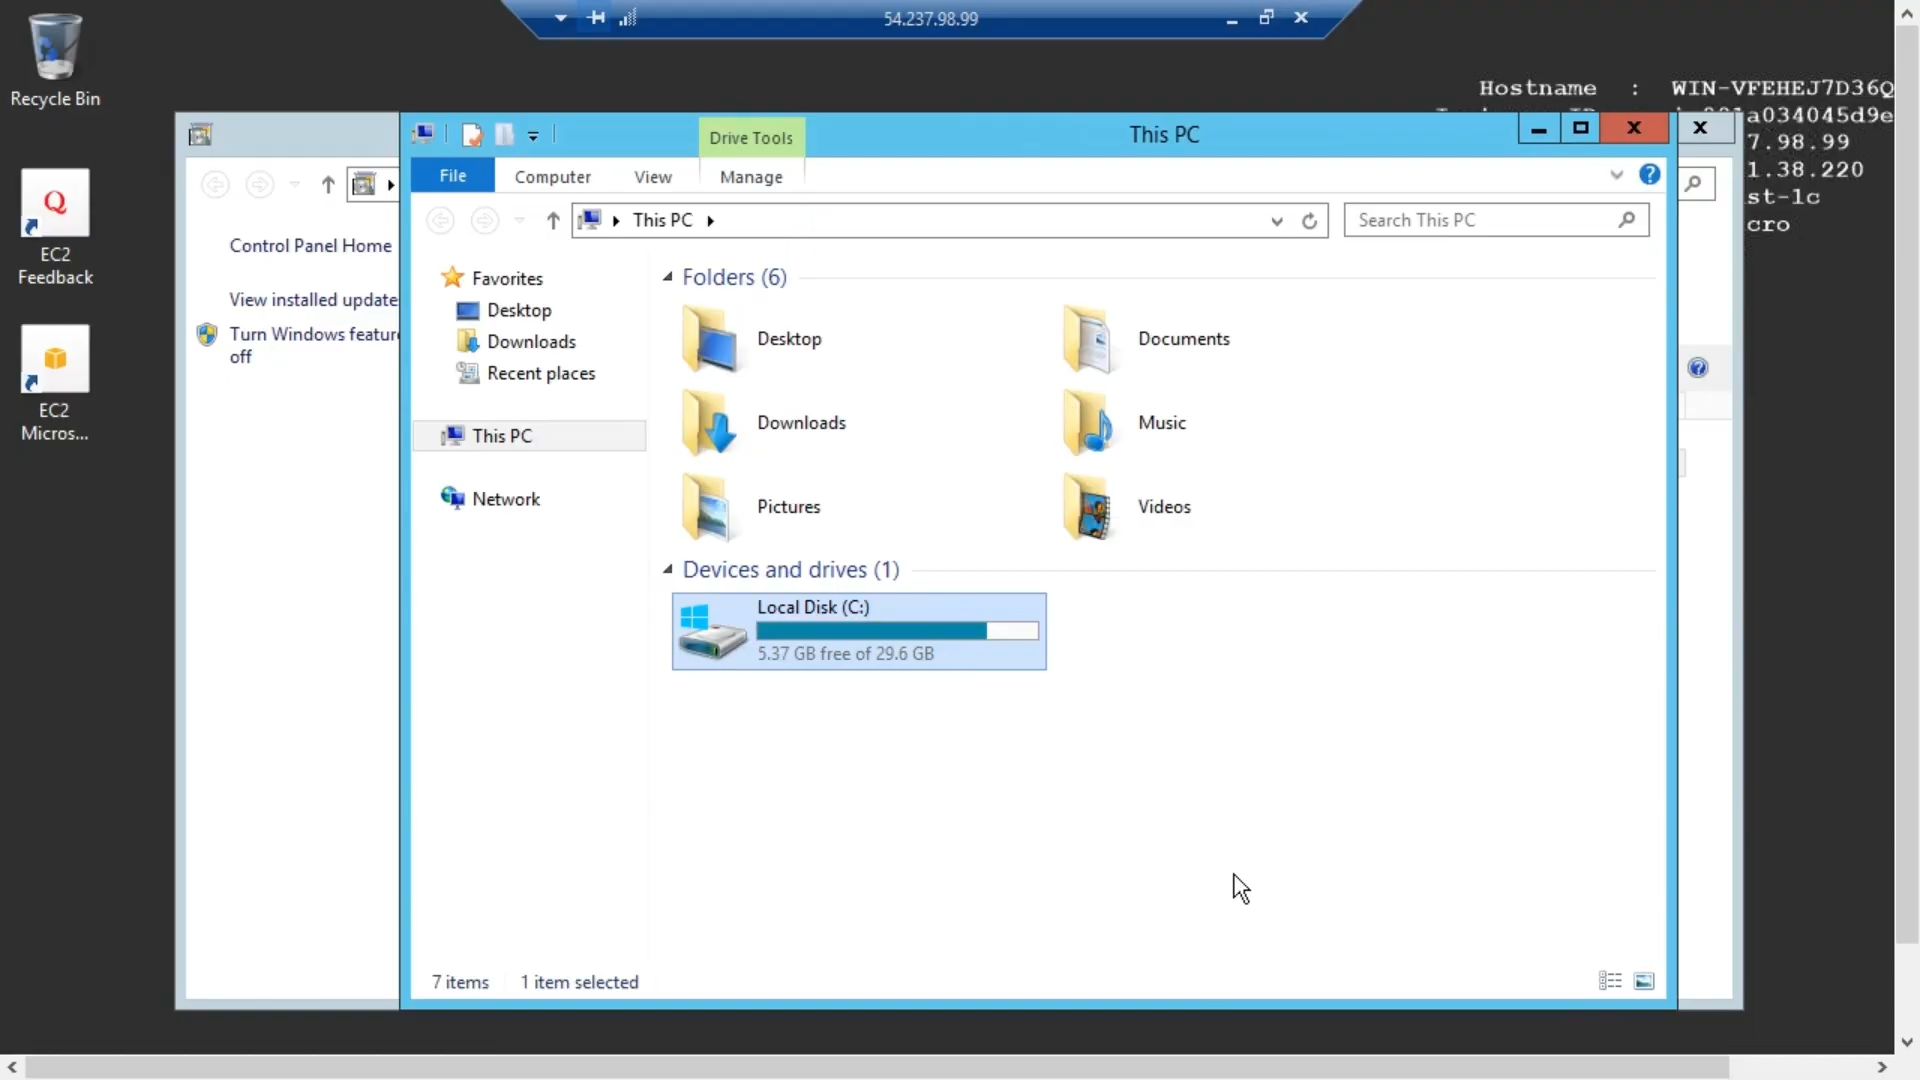 54.237.98.99
Recycle Bin
Hostname : WIN-VFEHEJ7D36Q
a034045d9e
7.98.99
1.38.220
st-1c
cro
Drive Tools
This PC
File
Computer
View
Manage
This PC
Search This PC
EC2
Feedback
EC2
Micros...
Control Panel Home
View installed update
Turn Windows feature
off
Favorites
Desktop
Downloads
Recent places
This PC
Network
Folders (6)
Desktop
Documents
Downloads
Music
Pictures
Videos
Devices and drives (1)
Local Disk (C:)
5.37 GB free of 29.6 GB
7 items
1 item selected